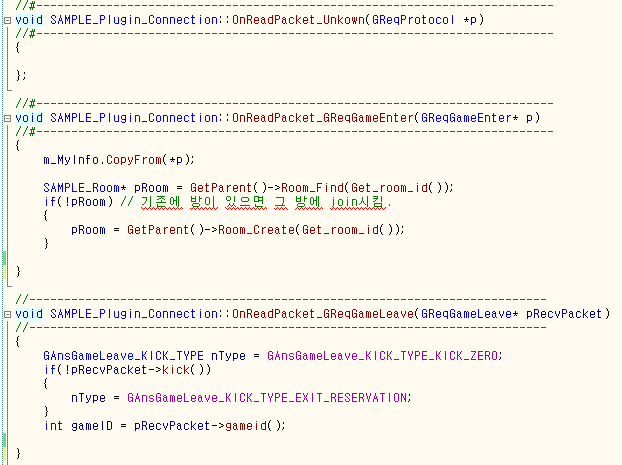 //#--------------------------------------------------------------------------
void SAMPLE_Plugin_Connection::OnReadPacket_Unkown(GReqProtocol *p)
//#--------------------------------------------------------------------------
{
};
//#--------------------------------------------------------------------------
void SAMPLE_Plugin_Connection::OnReadPacket_GReqGameEnter(GReqGameEnter* p)
//#--------------------------------------------------------------------------
{
m_MyInfo.CopyFrom(*p);
SAMPLE_Room* pRoom = GetParent()->Room_Find(Get_room_id());
if(!pRoom) // 기존에 방이 있으면 그 방에 join시킴.
{
pRoom = GetParent()->Room_Create(Get_room_id());
}
}
//--------------------------------------------------------------------------
void SAMPLE_Plugin_Connection::OnReadPacket_GReqGameLeave(GReqGameLeave* pRecvPacket)
//--------------------------------------------------------------------------
{
GAnsGameLeave_KICK_TYPE nType = GAnsGameLeave_KICK_TYPE_KICK_ZERO;
if(!pRecvPacket->kick())
{
nType = GAnsGameLeave_KICK_TYPE_EXIT_RESERVATION;
}
int gameID = pRecvPacket->gameid();
}